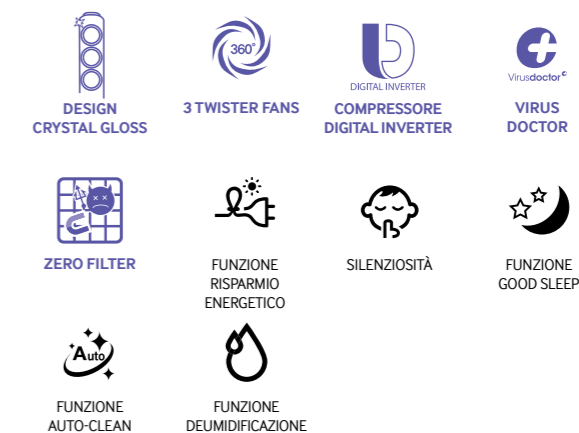 360°
DIGITAL INVERTER
Virusdoctor
DESIGN
CRYSTAL GLOSS
3 TWISTER FANS
COMPRESSORE
DIGITAL INVERTER
VIRUS
DOCTOR
ZERO FILTER
FUNZIONE
RISPARMIO
ENERGETICO
SILENZIOSITÀ
FUNZIONE
GOOD SLEEP
Auto
FUNZIONE
AUTO-CLEAN
FUNZIONE
DEUMIDIFICAZIONE